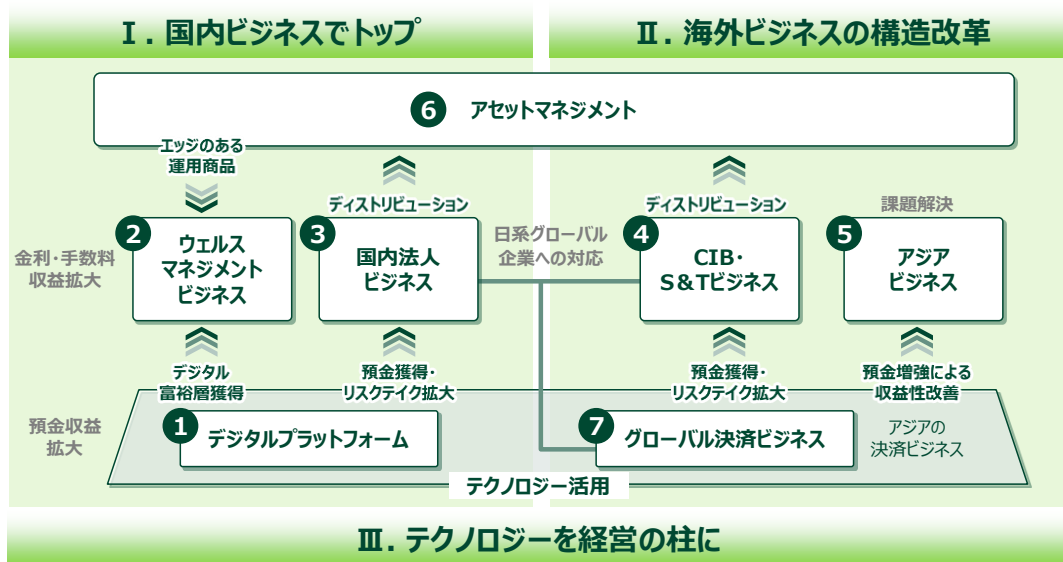 Ⅰ. 国内ビジネスでトップ
Ⅱ. 海外ビジネスの構造改革
6 アセットマネジメント
エッジのある
運用商品
ディストリビューション
ディストリビューション
課題解決
金利・手数料
収益拡大
2 ウェルス
マネジメント
ビジネス
3 国内法人
ビジネス
日系グローバル
企業への対応
4 CIB・
S&Tビジネス
5 アジア
ビジネス
デジタル
富裕層獲得
預金獲得・
リスクテイク拡大
預金獲得・
リスクテイク拡大
預金増強による
収益性改善
預金収益
拡大
1 デジタルプラットフォーム
7 グローバル決済ビジネス
アジアの
決済ビジネス
テクノロジー活用
Ⅲ. テクノロジーを経営の柱に